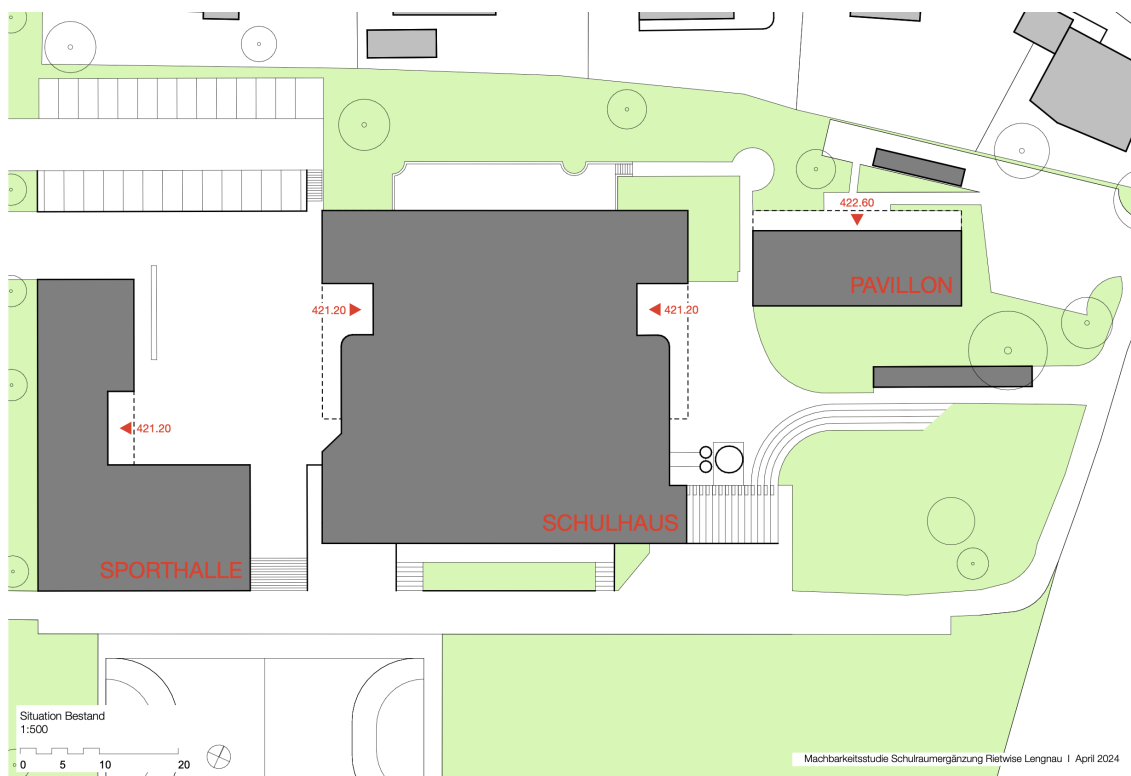 422.60
PAVILLON
421.20
421.20
421.20
SCHULHAUS
SPORTHALLE
Situation Bestand
1:500
0 5 10 20
Machbarkeitsstudie Schulraumergänzung Rietwise Lengnau I April 2024